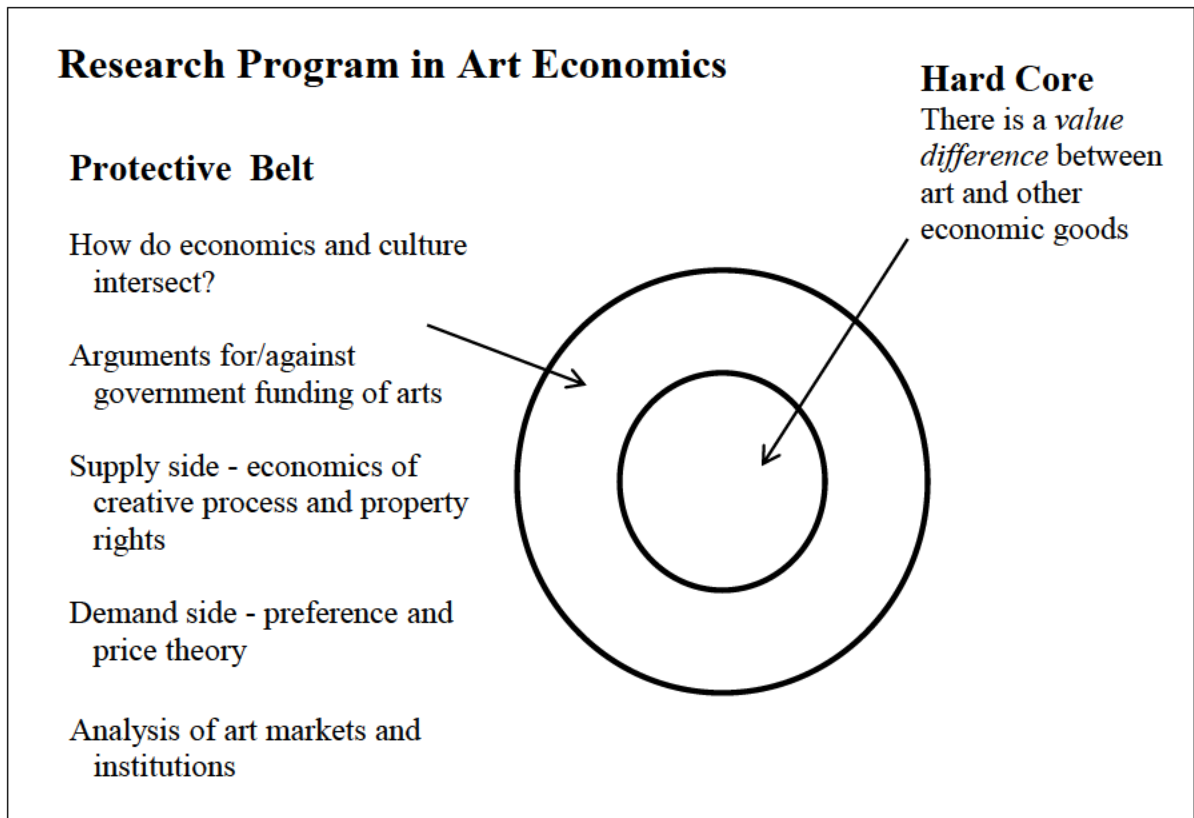 Research Program in Art Economics
Hard Core
There is a value
difference between
art and other
economic goods
Protective Belt
How do economics and culture
intersect?
Arguments for/against
government funding of arts
Supply side - economics of
creative process and property
rights
Demand side - preference and
price theory
Analysis of art markets and
institutions